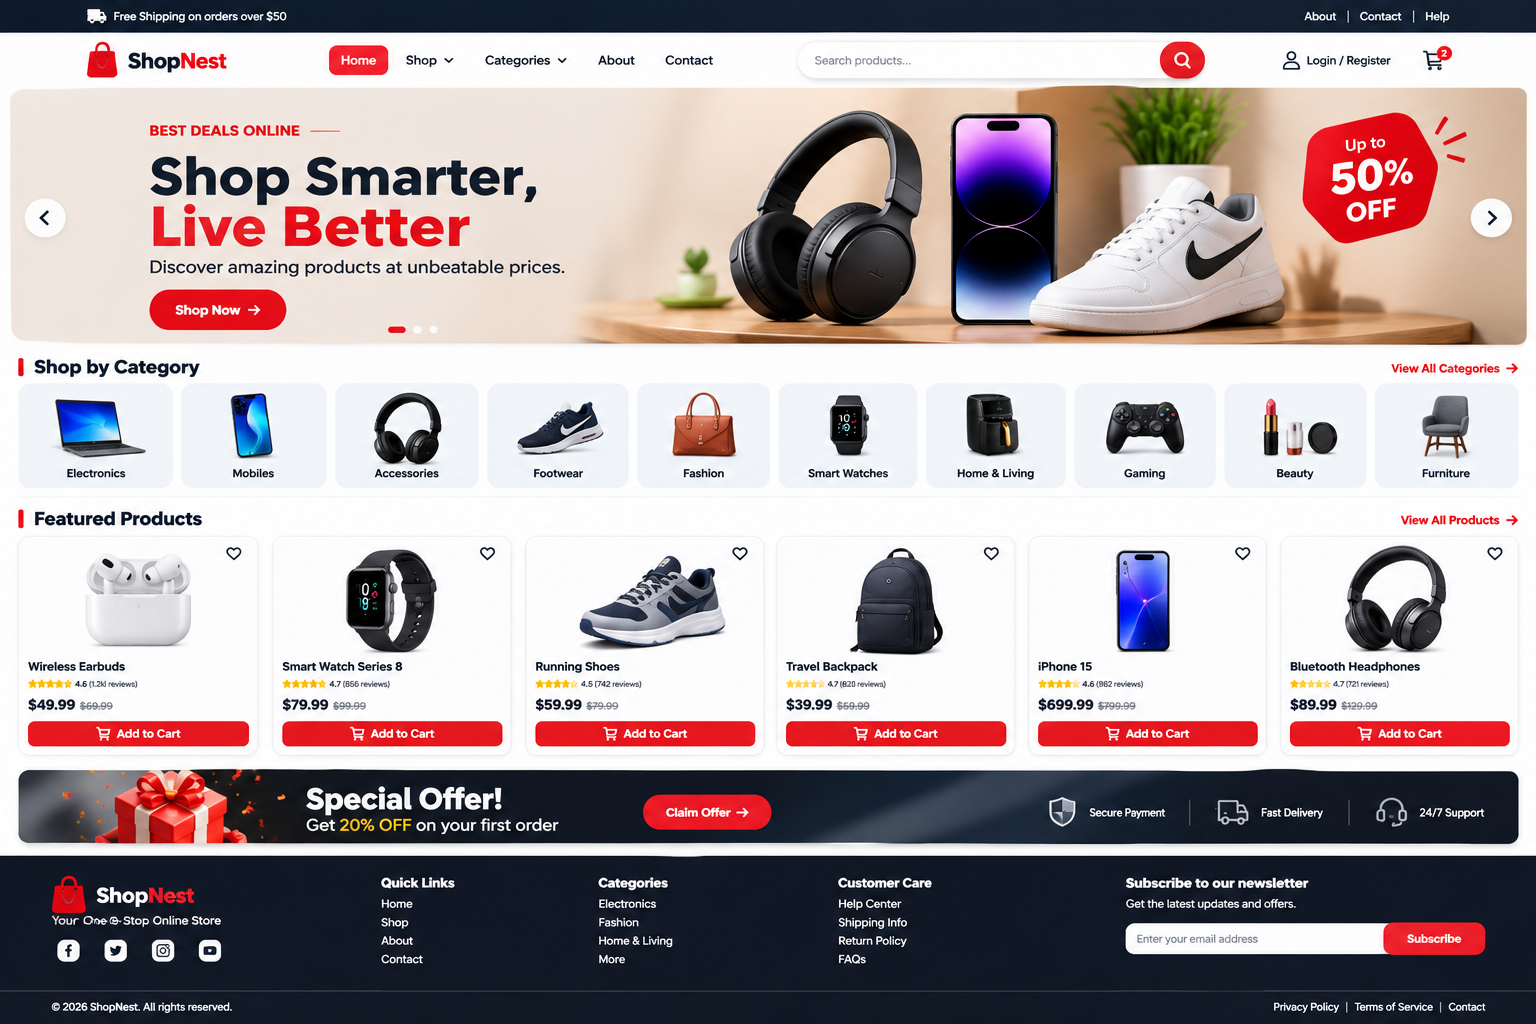 Free Shipping on orders over $50
About | Contact | Help
ShopNest
Home
Shop
Categories
About
Contact
Search products...
Login / Register
2
BEST DEALS ONLINE
Shop Smarter,
Live Better
Discover amazing products at unbeatable prices.
Shop Now →
Up to
50%
OFF
Shop by Category
View All Categories →
Electronics
Mobiles
Accessories
Footwear
Fashion
Smart Watches
Home & Living
Gaming
Beauty
Furniture
Featured Products
View All Products →
Wireless Earbuds
4.6 (1.2k reviews)
$49.99 $69.99
Add to Cart
Smart Watch Series 8
4.7 (856 reviews)
$79.99 $99.99
Add to Cart
Running Shoes
4.5 (742 reviews)
$59.99 $79.99
Add to Cart
Travel Backpack
4.7 (620 reviews)
$39.99 $59.99
Add to Cart
iPhone 15
4.6 (962 reviews)
$699.99 $799.99
Add to Cart
Bluetooth Headphones
4.7 (721 reviews)
$89.99 $129.99
Add to Cart
Special Offer!
Get 20% OFF on your first order
Claim Offer →
Secure Payment
Fast Delivery
24/7 Support
ShopNest
Your One-Stop Online Store
Quick Links
Home
Shop
About
Contact
Categories
Electronics
Fashion
Home & Living
More
Customer Care
Help Center
Shipping Info
Return Policy
FAQs
Subscribe to our newsletter
Get the latest updates and offers.
Enter your email address
Subscribe
© 2026 ShopNest. All rights reserved.
Privacy Policy | Terms of Service | Contact